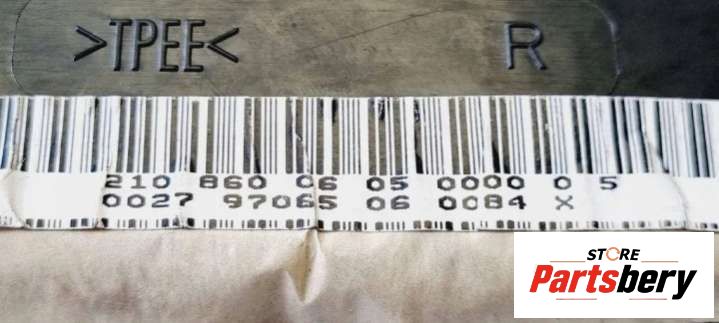 >TPEE< R
210 860 06 05 0000 0 5
0027 97065 06 0084 X
STORE
Partsbery